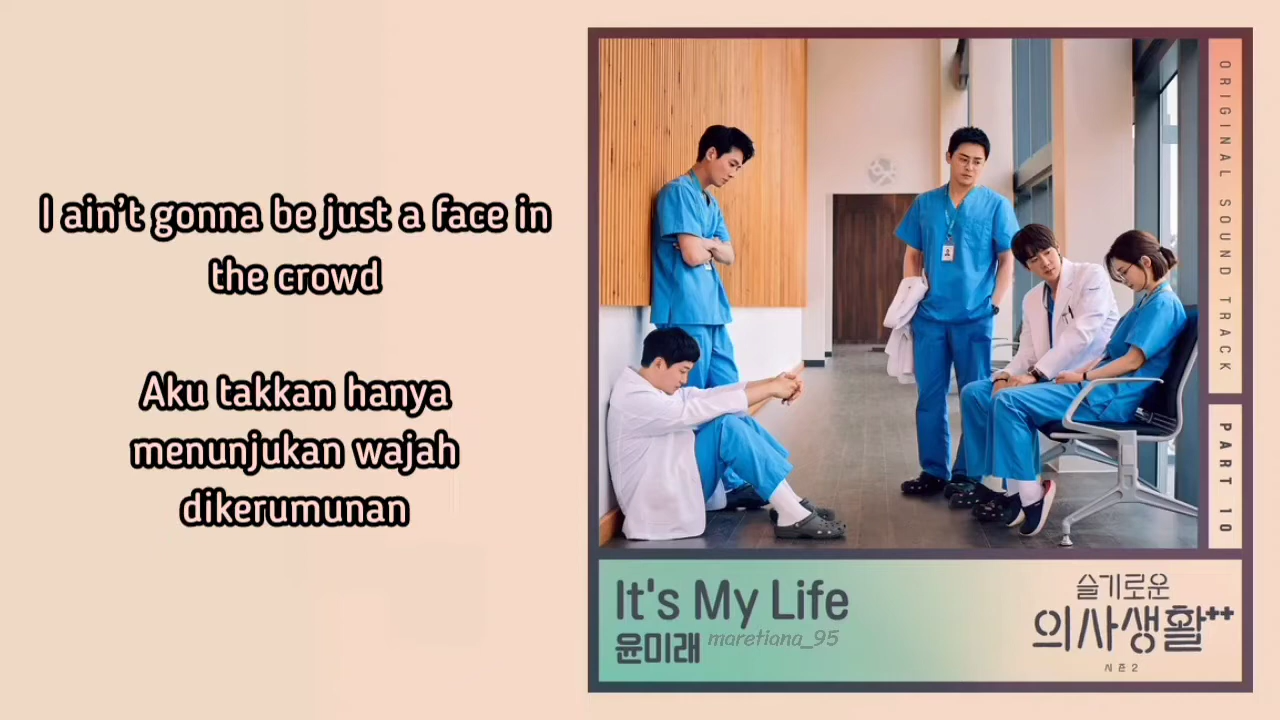 I ain't gonna be just a face in
the crowd
Aku takkan hanya
menunjukan wajah
dikerumunan
ORIGINAL SOUND TRACK
PART 10
It's My Life
윤미래
maretiana_95
슬기로운
의사생활++
시즌2